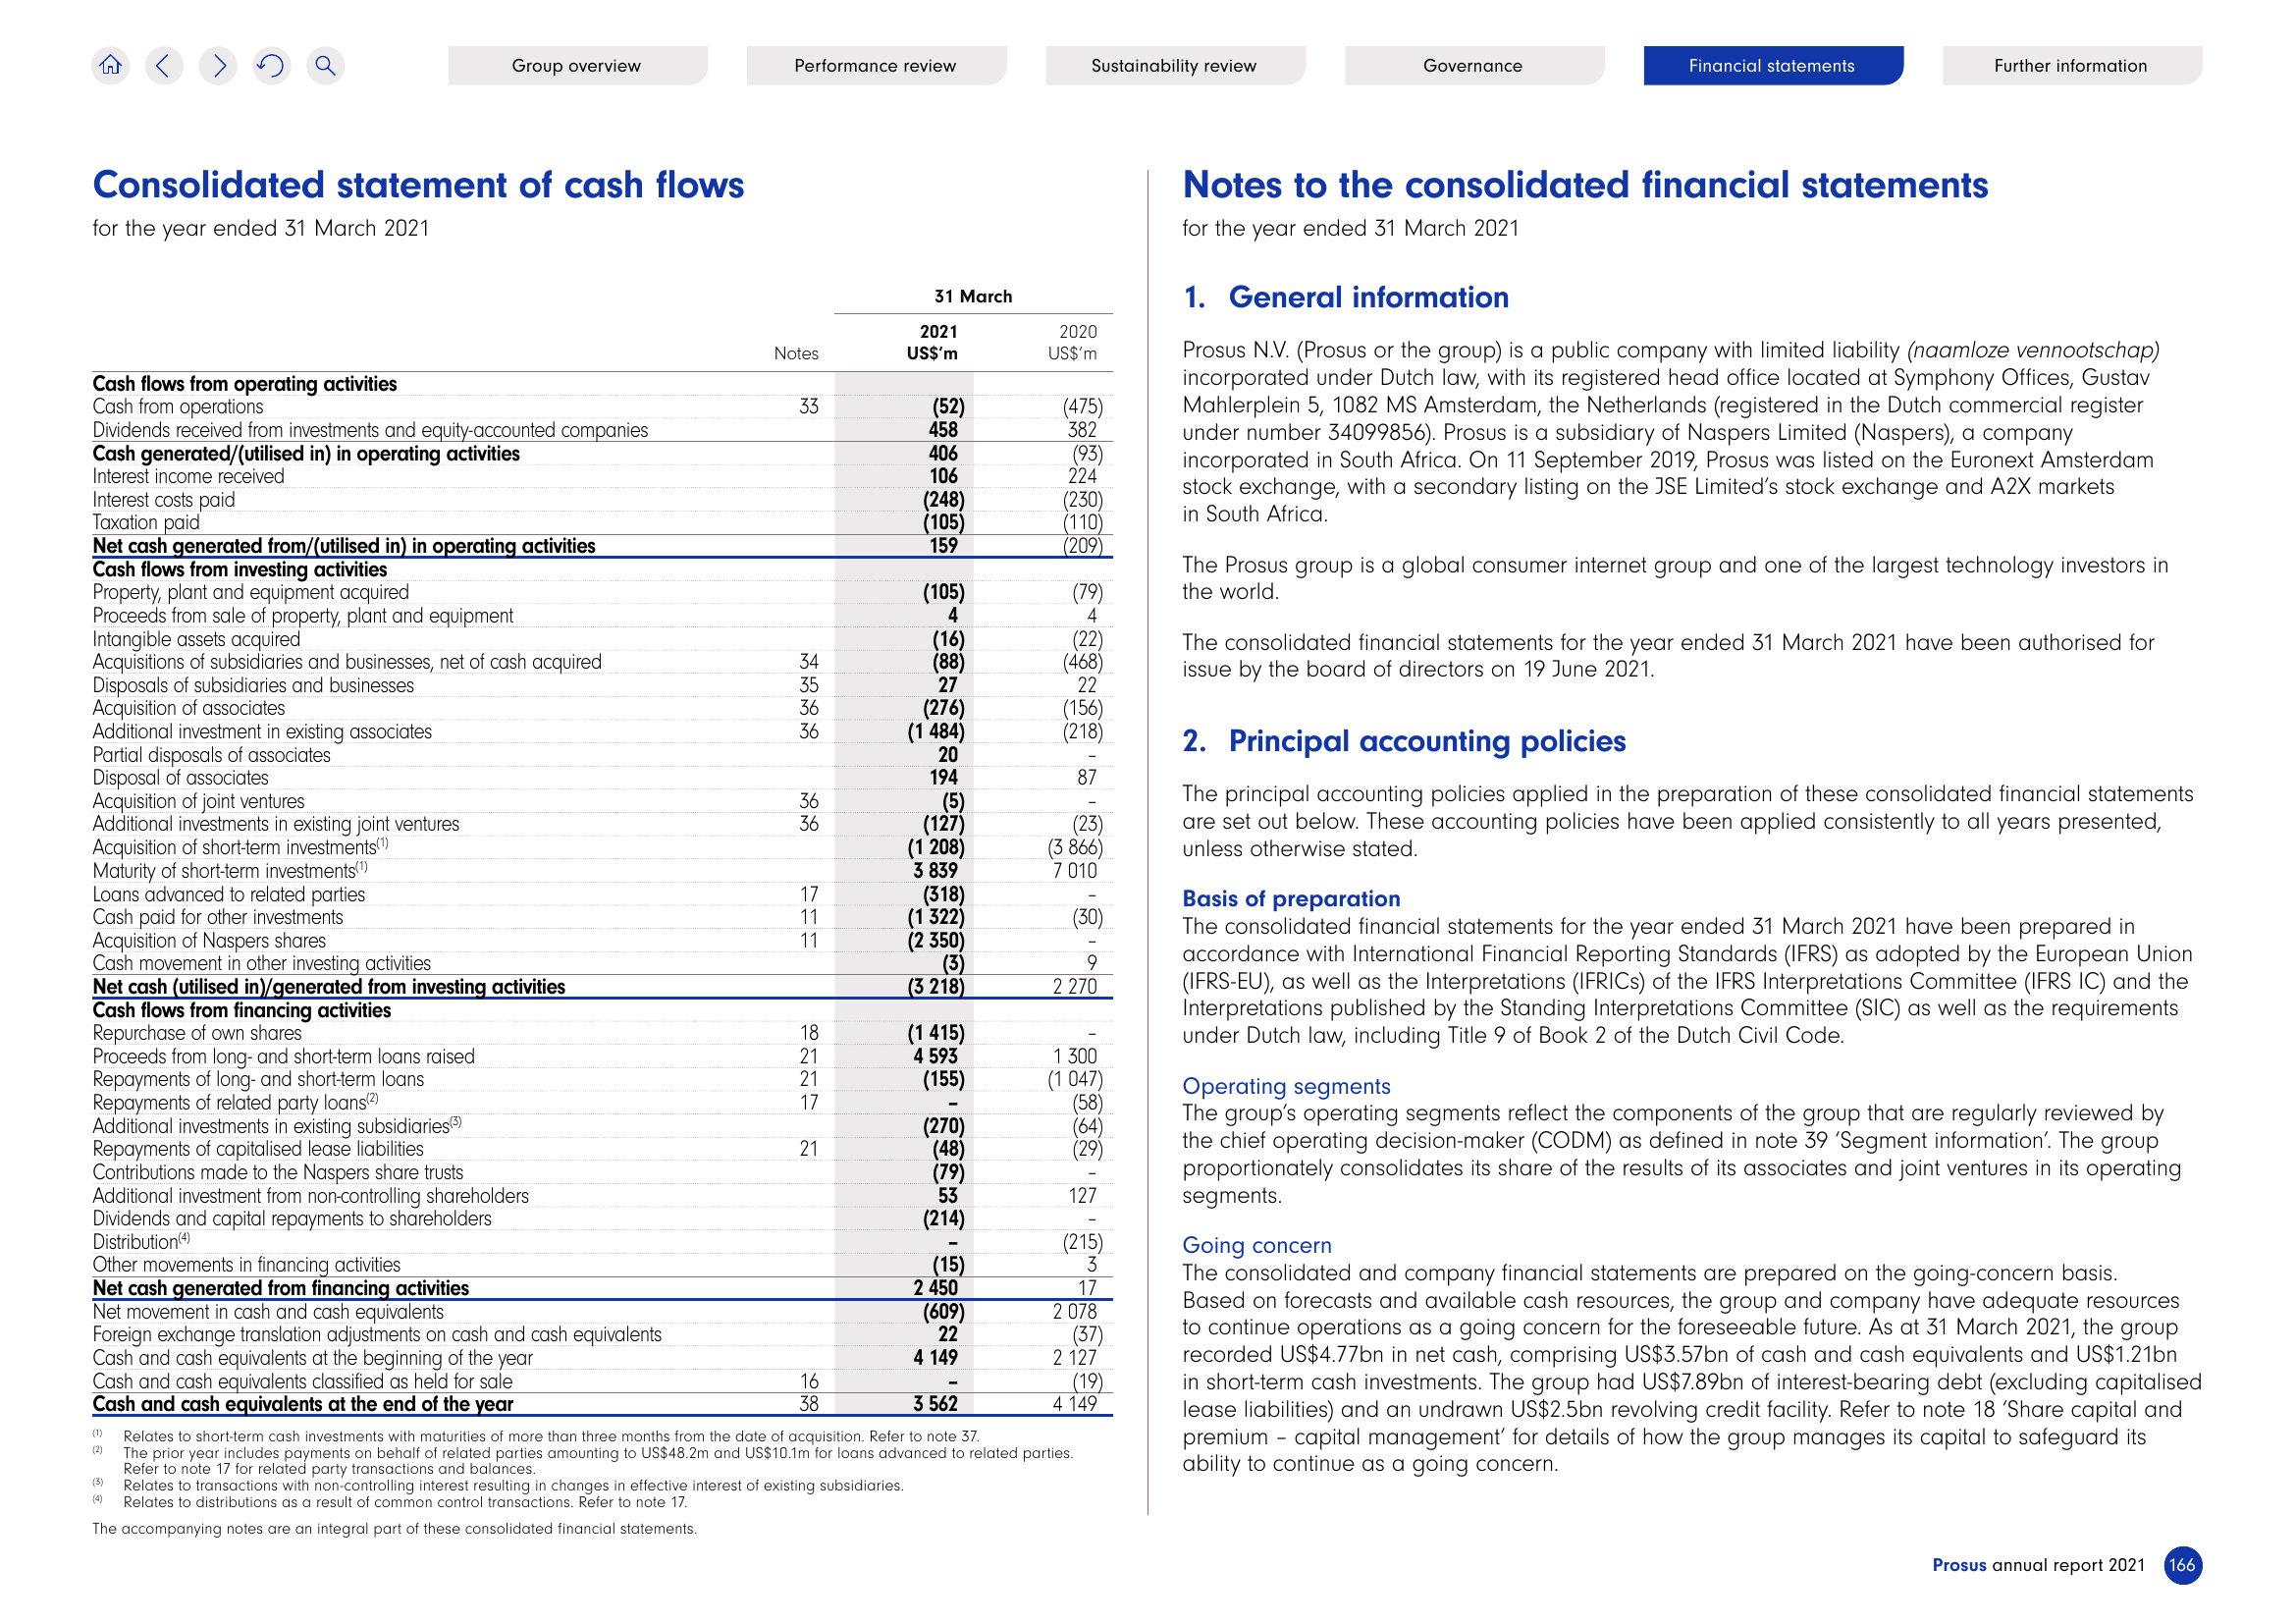 Group overview
Performance review
Sustainability review
Governance
Financial statements
Further information
Consolidated statement of cash flows
for the year ended 31 March 2021
31 March
2021 2020
Notes US$'m US$'m
Cash flows from operating activities
Cash from operations 33 (52) (475)
Dividends received from investments and equity-accounted companies 458 382
Cash generated/(utilised in) in operating activities 406 (93)
Interest income received 106 224
Interest costs paid (248) (230)
Taxation paid (105) (110)
Net cash generated from/(utilised in) in operating activities 159 (209)
Cash flows from investing activities
Property, plant and equipment acquired (105) (79)
Proceeds from sale of property, plant and equipment 4 4
Intangible assets acquired (16) (22)
Acquisitions of subsidiaries and businesses, net of cash acquired 34 (88) (468)
Disposals of subsidiaries and businesses 35 27 22
Acquisition of associates 36 (276) (156)
Additional investment in existing associates 36 (1 484) (218)
Partial disposals of associates 20 –
Disposal of associates 194 87
Acquisition of joint ventures 36 (5) –
Additional investments in existing joint ventures 36 (127) (23)
Acquisition of short-term investments(1) (1 208) (3 866)
Maturity of short-term investments(1) 3 839 7 010
Loans advanced to related parties 17 (318) –
Cash paid for other investments 11 (1 322) (30)
Acquisition of Naspers shares 11 (2 350) –
Cash movement in other investing activities (3) 9
Net cash (utilised in)/generated from investing activities (3 218) 2 270
Cash flows from financing activities
Repurchase of own shares 18 (1 415) –
Proceeds from long- and short-term loans raised 21 4 593 1 300
Repayments of long- and short-term loans 21 (155) (1 047)
Repayments of related party loans(2) 17 – (58)
Additional investments in existing subsidiaries(3) (270) (64)
Repayments of capitalised lease liabilities 21 (48) (29)
Contributions made to the Naspers share trusts (79) –
Additional investment from non-controlling shareholders 53 127
Dividends and capital repayments to shareholders (214) –
Distribution(4) – (215)
Other movements in financing activities (15) 3
Net cash generated from financing activities 2 450 17
Net movement in cash and cash equivalents (609) 2 078
Foreign exchange translation adjustments on cash and cash equivalents 22 (37)
Cash and cash equivalents at the beginning of the year 4 149 2 127
Cash and cash equivalents classified as held for sale 16 – (19)
Cash and cash equivalents at the end of the year 38 3 562 4 149
(1) Relates to short-term cash investments with maturities of more than three months from the date of acquisition. Refer to note 37.
(2) The prior year includes payments on behalf of related parties amounting to US$48.2m and US$10.1m for loans advanced to related parties.
Refer to note 17 for related party transactions and balances.
(3) Relates to transactions with non-controlling interest resulting in changes in effective interest of existing subsidiaries.
(4) Relates to distributions as a result of common control transactions. Refer to note 17.
The accompanying notes are an integral part of these consolidated financial statements.
Notes to the consolidated financial statements
for the year ended 31 March 2021
1. General information
Prosus N.V. (Prosus or the group) is a public company with limited liability (naamloze vennootschap)
incorporated under Dutch law, with its registered head office located at Symphony Offices, Gustav
Mahlerplein 5, 1082 MS Amsterdam, the Netherlands (registered in the Dutch commercial register
under number 34099856). Prosus is a subsidiary of Naspers Limited (Naspers), a company
incorporated in South Africa. On 11 September 2019, Prosus was listed on the Euronext Amsterdam
stock exchange, with a secondary listing on the JSE Limited's stock exchange and A2X markets
in South Africa.
The Prosus group is a global consumer internet group and one of the largest technology investors in
the world.
The consolidated financial statements for the year ended 31 March 2021 have been authorised for
issue by the board of directors on 19 June 2021.
2. Principal accounting policies
The principal accounting policies applied in the preparation of these consolidated financial statements
are set out below. These accounting policies have been applied consistently to all years presented,
unless otherwise stated.
Basis of preparation
The consolidated financial statements for the year ended 31 March 2021 have been prepared in
accordance with International Financial Reporting Standards (IFRS) as adopted by the European Union
(IFRS-EU), as well as the Interpretations (IFRICs) of the IFRS Interpretations Committee (IFRS IC) and the
Interpretations published by the Standing Interpretations Committee (SIC) as well as the requirements
under Dutch law, including Title 9 of Book 2 of the Dutch Civil Code.
Operating segments
The group's operating segments reflect the components of the group that are regularly reviewed by
the chief operating decision-maker (CODM) as defined in note 39 'Segment information'. The group
proportionately consolidates its share of the results of its associates and joint ventures in its operating
segments.
Going concern
The consolidated and company financial statements are prepared on the going-concern basis.
Based on forecasts and available cash resources, the group and company have adequate resources
to continue operations as a going concern for the foreseeable future. As at 31 March 2021, the group
recorded US$4.77bn in net cash, comprising US$3.57bn of cash and cash equivalents and US$1.21bn
in short-term cash investments. The group had US$7.89bn of interest-bearing debt (excluding capitalised
lease liabilities) and an undrawn US$2.5bn revolving credit facility. Refer to note 18 'Share capital and
premium – capital management' for details of how the group manages its capital to safeguard its
ability to continue as a going concern.
Prosus annual report 2021 166